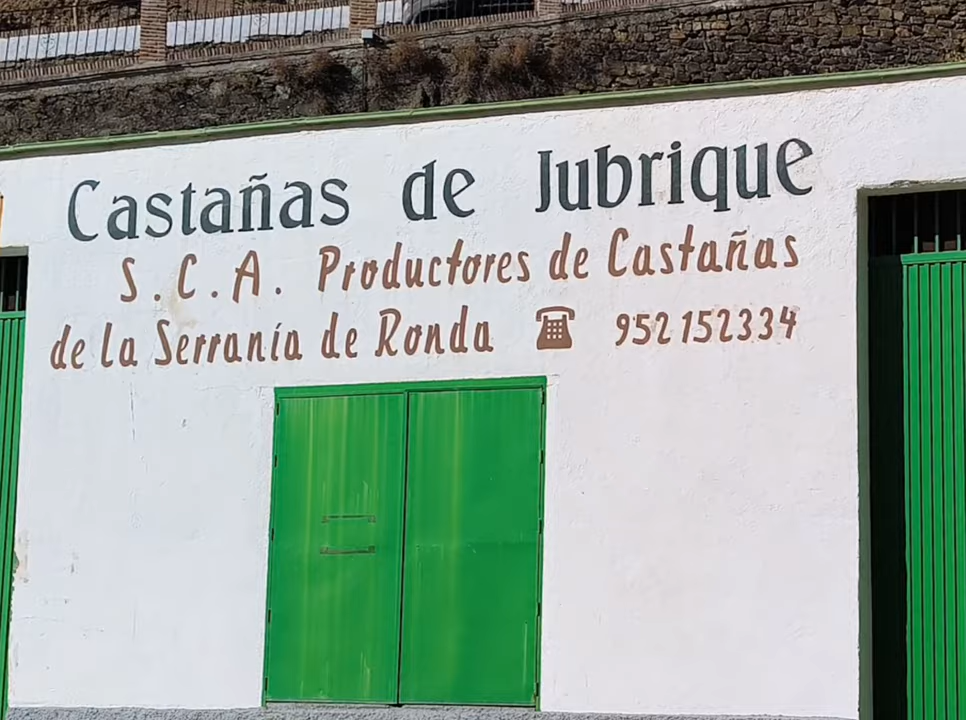 Castañas de Jubrique
S.C.A. Productores de Castañas
de la Serranía de Ronda 952152334